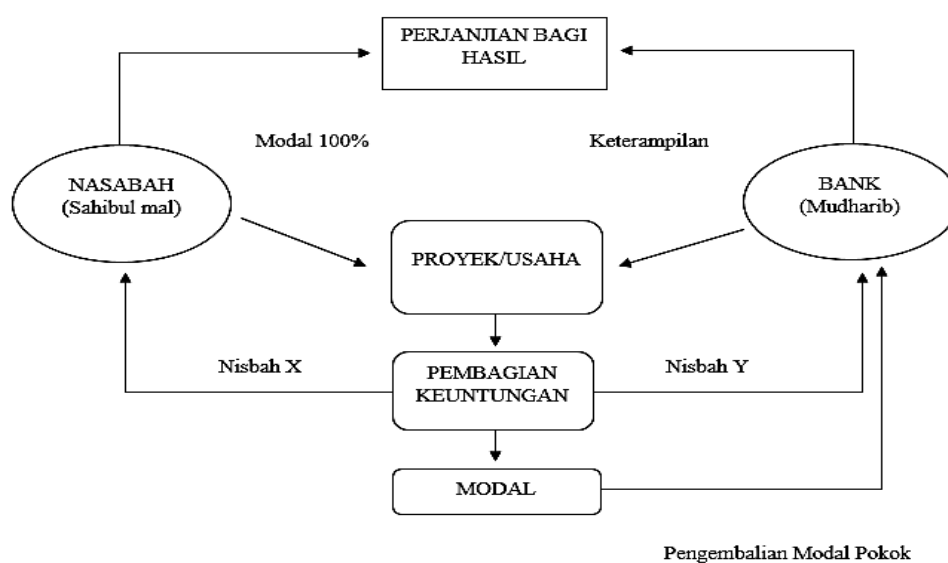 PERJANJIAN BAGI
HASIL
Modal 100%
Keterampilan
NASABAH
(Sahibul mal)
BANK
(Mudharib)
PROYEK/USAHA
Nisbah X
Nisbah Y
PEMBAGIAN
KEUNTUNGAN
MODAL
Pengembalian Modal Pokok